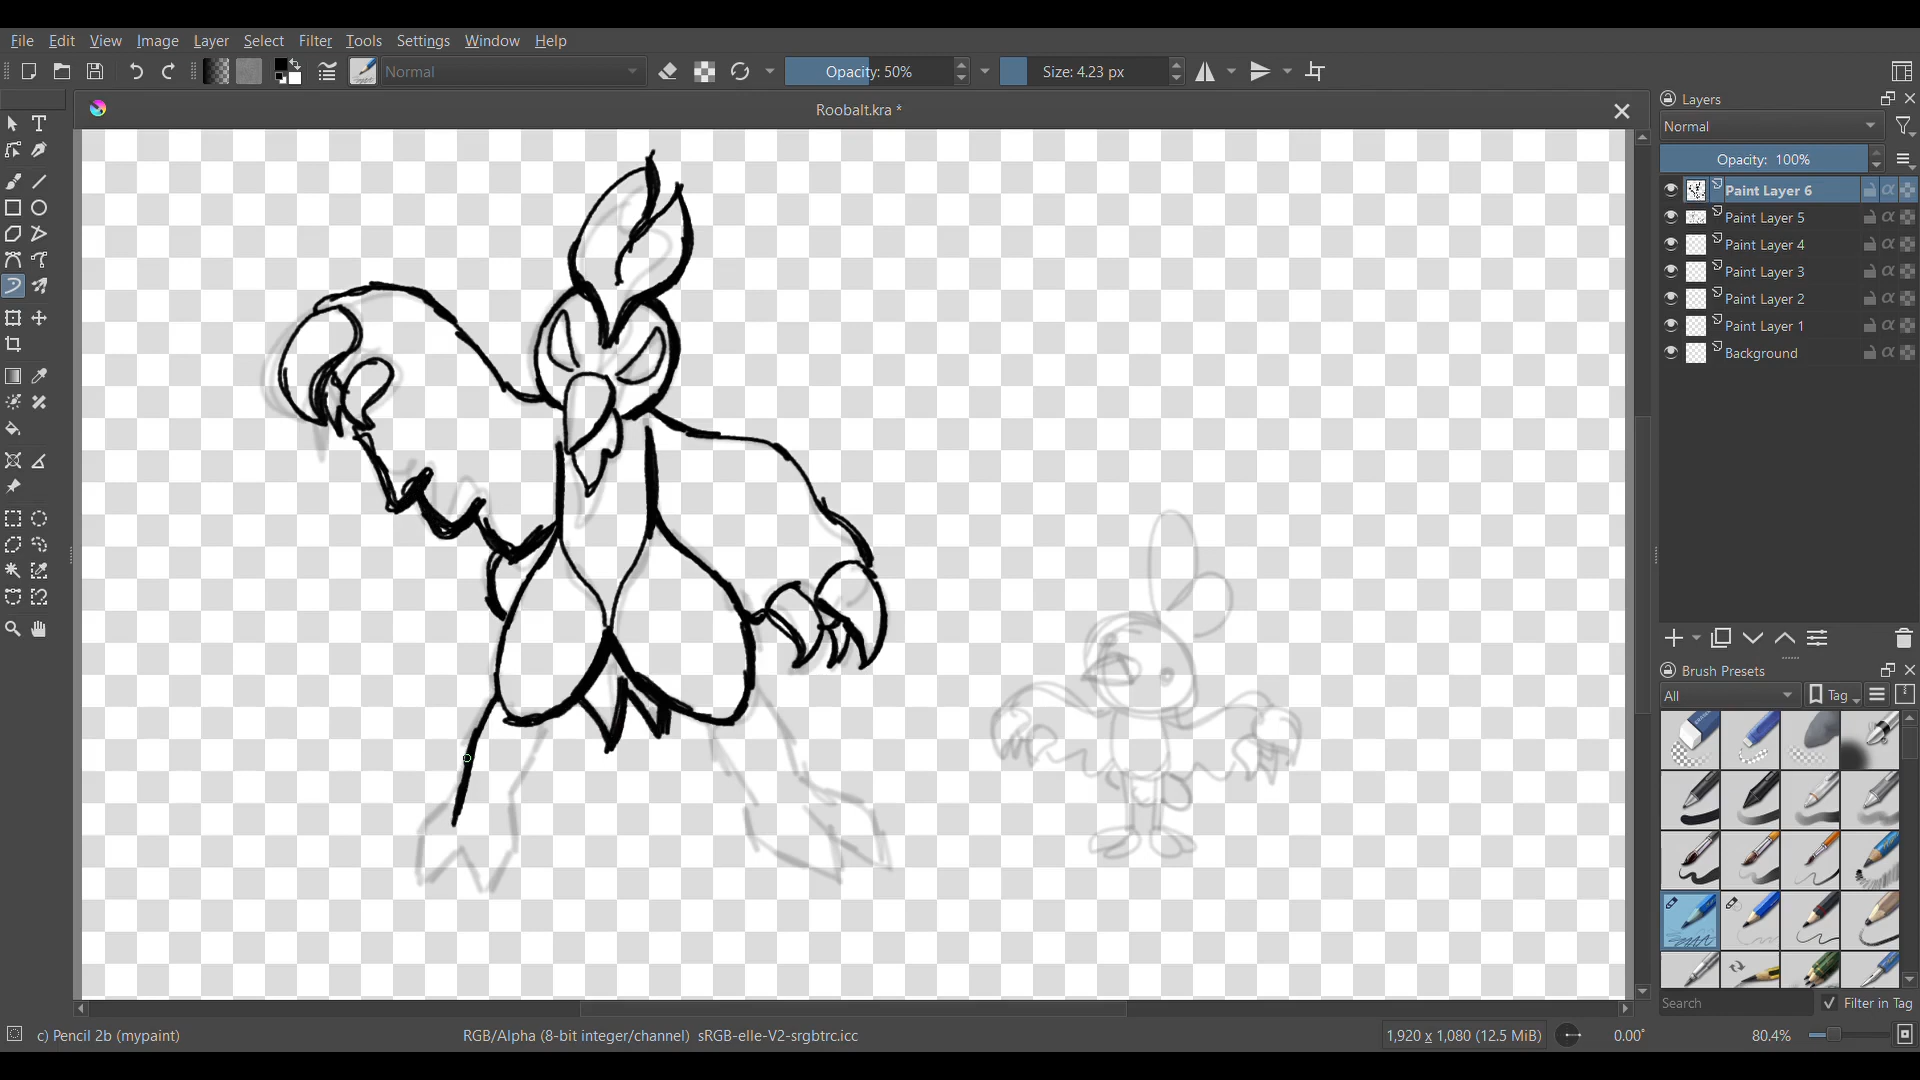 File Edit View Image Layer Select Filter Tools Settings Window Help
Normal Opacity: 50% Size: 4.23 px
Roobalt.kra *
Layers
Normal
Opacity: 100%
Paint Layer 6
Paint Layer 5
Paint Layer 4
Paint Layer 3
Paint Layer 2
Paint Layer 1
Background
Brush Presets
All Tag
Search Filter in Tag
c) Pencil 2b (mypaint) RGB/Alpha (8-bit integer/channel) sRGB-elle-V2-srgbtrc.icc 1,920 x 1,080 (12.5 MiB) 0.00° 80.4%